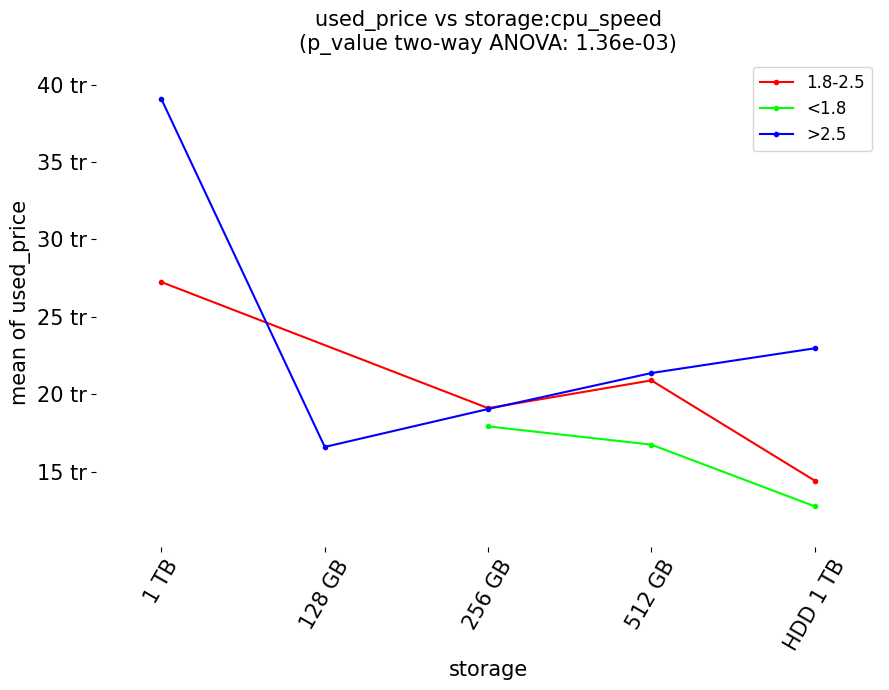 used_price vs storage:cpu_speed
(p_value two-way ANOVA: 1.36e-03)
1.8-2.5
<1.8
>2.5
mean of used_price
40 tr
35 tr
30 tr
25 tr
20 tr
15 tr
1 TB
128 GB
256 GB
512 GB
HDD 1 TB
storage